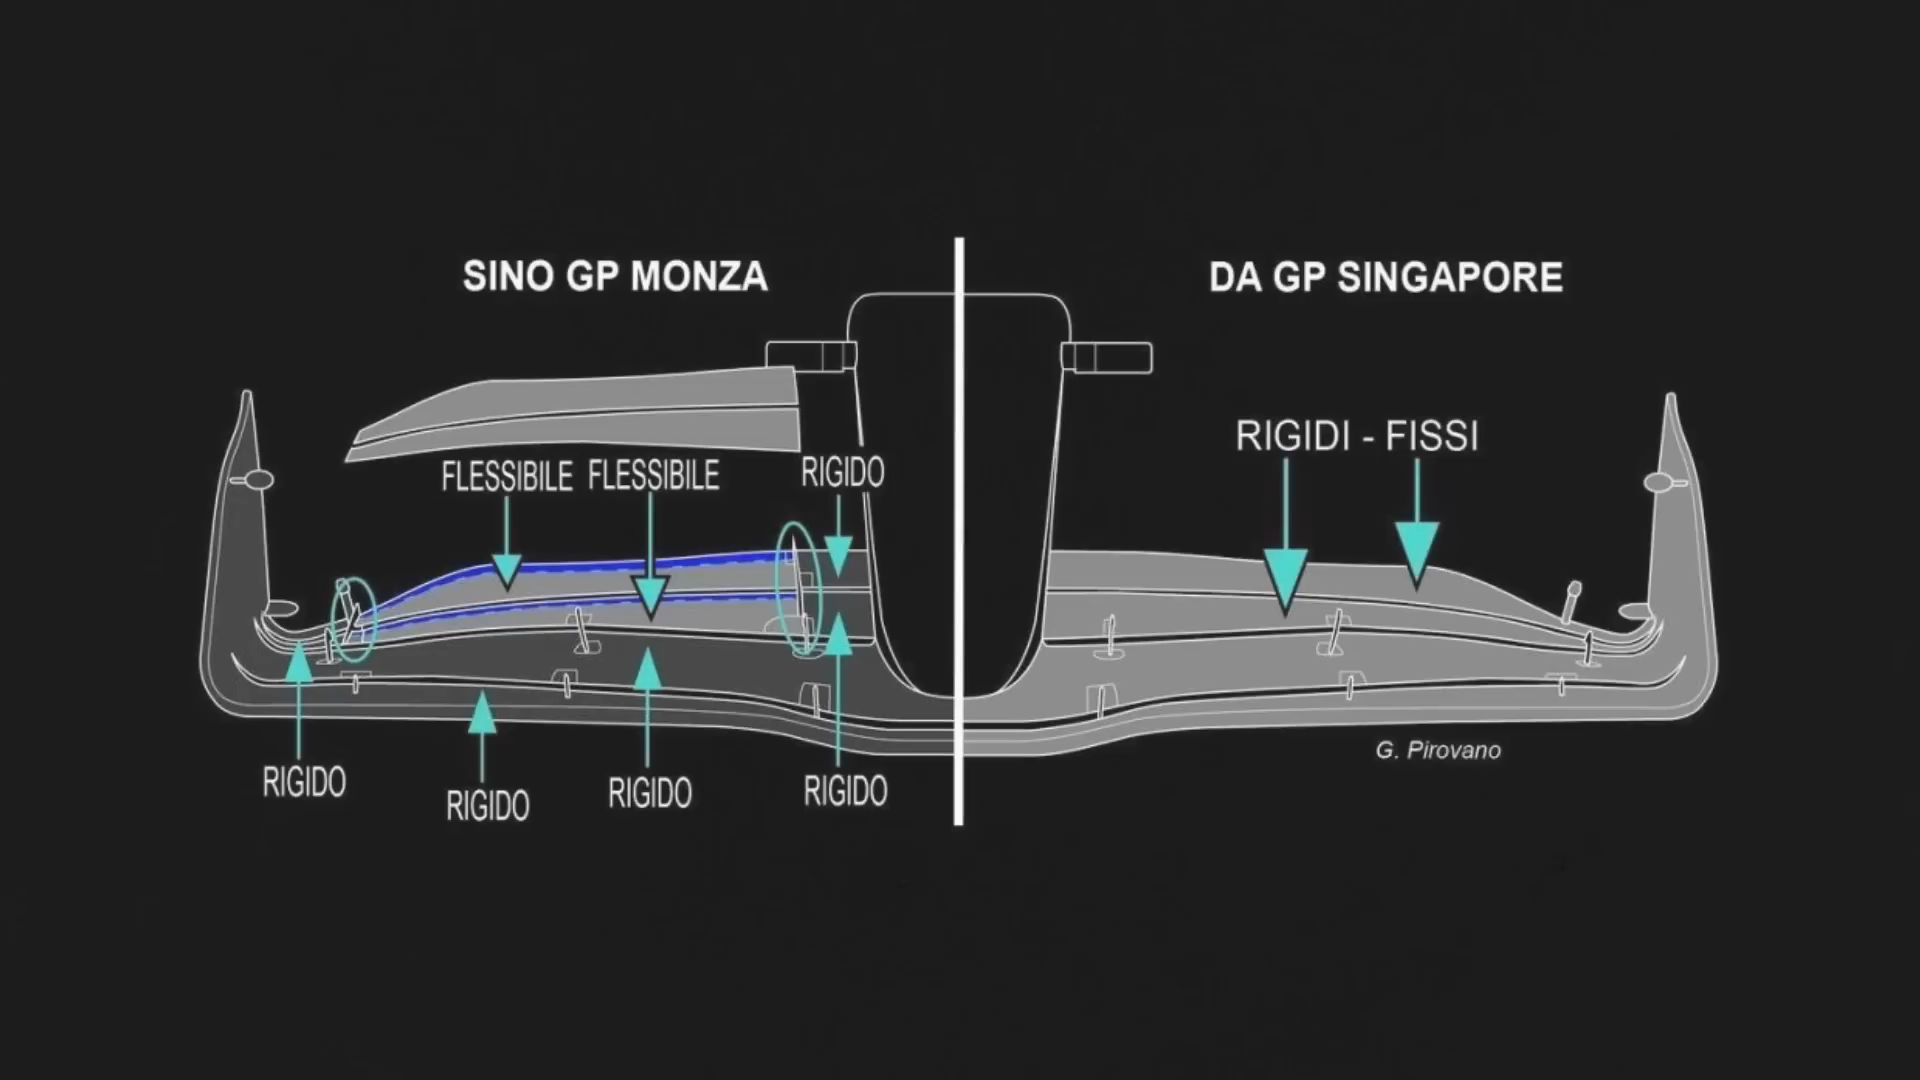 SINO GP MONZA
DA GP SINGAPORE
RIGIDI - FISSI
FLESSIBILE FLESSIBILE RIGIDO
G. Pirovano
RIGIDO RIGIDO RIGIDO RIGIDO